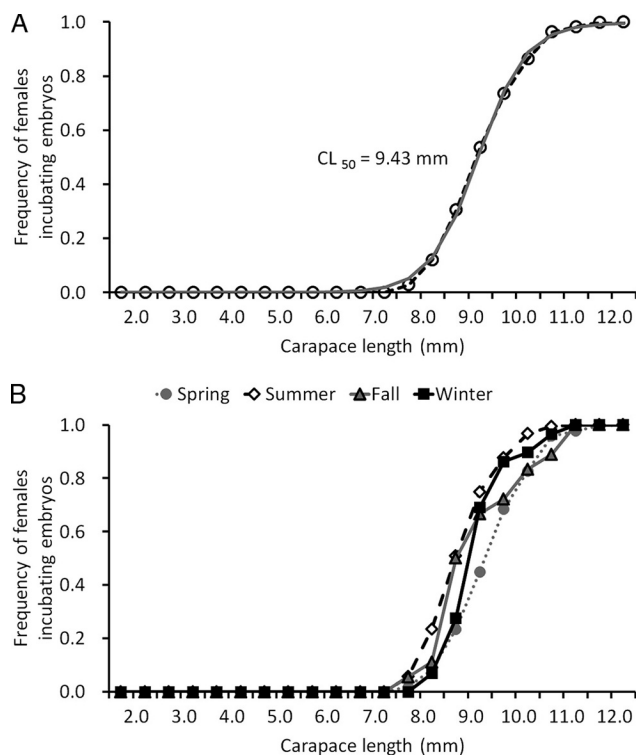 A
Frequency of females
incubating embryos
1.0
0.8
0.6
0.4
0.2
0.0
CL 50 = 9.43 mm
2.0 3.0 4.0 5.0 6.0 7.0 8.0 9.0 10.0 11.0 12.0
Carapace length (mm)
B
Spring Summer Fall Winter
Frequency of females
incubating embryos
1.0
0.8
0.6
0.4
0.2
0.0
2.0 3.0 4.0 5.0 6.0 7.0 8.0 9.0 10.0 11.0 12.0
Carapace length (mm)